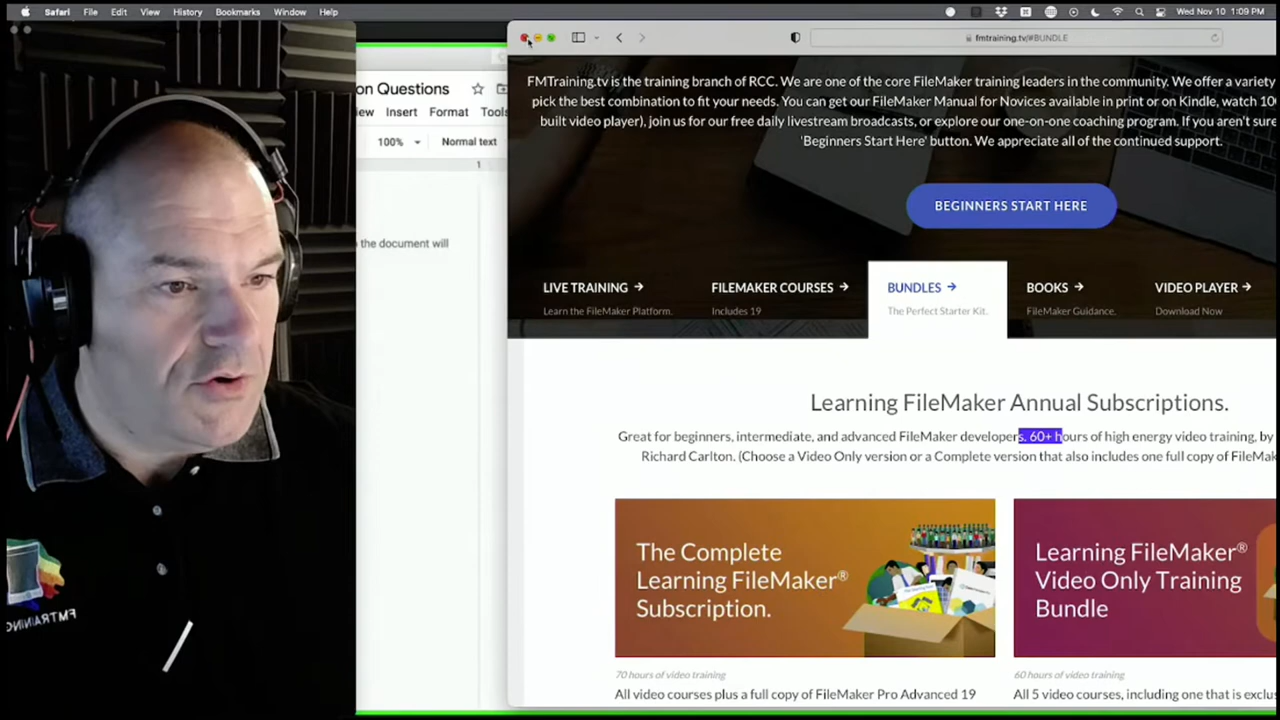 Safari File Edit View History Bookmarks Window Help
Wed Nov 10 1:09 PM
fmtraining.tv/#BUNDLE
on Questions
iew Insert Format Tools
100% Normal text
1
the document will
FMTraining.tv is the training branch of RCC. We are one of the core FileMaker training leaders in the community. We offer a variety
pick the best combination to fit your needs. You can get our FileMaker Manual for Novices available in print or on Kindle, watch 10
built video player), join us for our free daily livestream broadcasts, or explore our one-on-one coaching program. If you aren't sure
'Beginners Start Here' button. We appreciate all of the continued support.
BEGINNERS START HERE
LIVE TRAINING → FILEMAKER COURSES → BUNDLES → BOOKS → VIDEO PLAYER →
Learn the FileMaker Platform. Includes 19 The Perfect Starter Kit. FileMaker Guidance. Download Now
Learning FileMaker Annual Subscriptions.
Great for beginners, intermediate, and advanced FileMaker developers. 60+ hours of high energy video training, by
Richard Carlton. (Choose a Video Only version or a Complete version that also includes one full copy of FileMak
The Complete
Learning FileMaker®
Subscription.
Learning FileMaker®
Video Only Training
Bundle
70 hours of video training
60 hours of video training
All video courses plus a full copy of FileMaker Pro Advanced 19
All 5 video courses, including one that is exclus
FMTRAINING